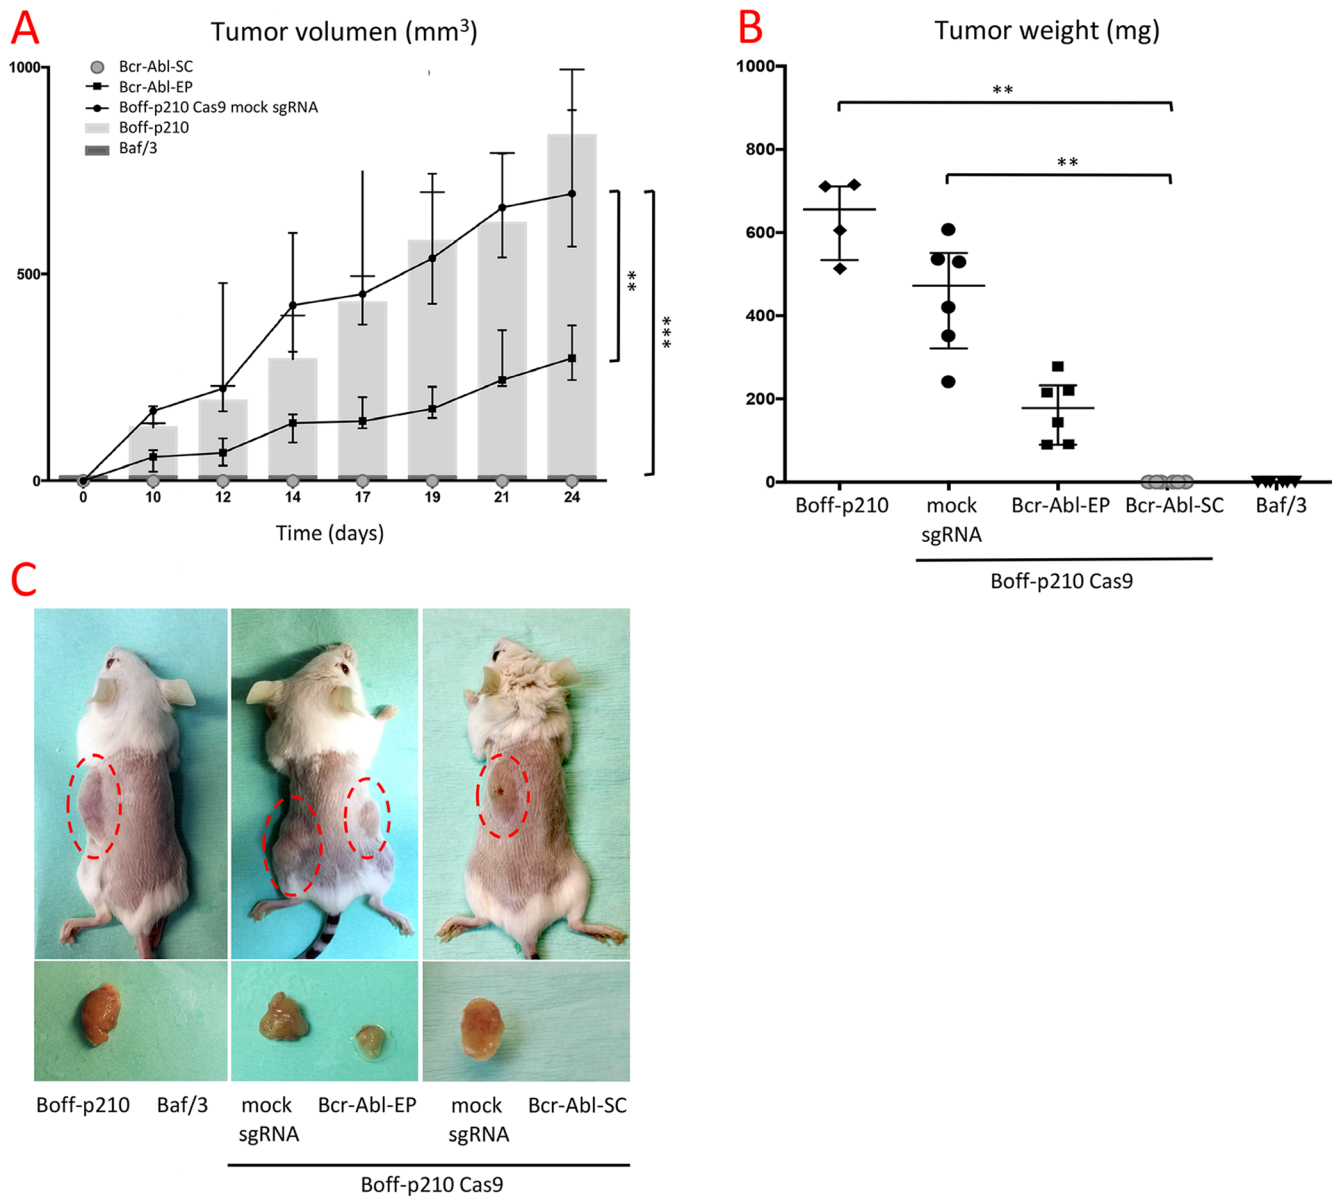 A
Tumor volumen (mm³)
Bcr-Abl-SC
Bcr-Abl-EP
Boff-p210 Cas9 mock sgRNA
Boff-p210
Baf/3
1000
500
0
**
***
0 10 12 14 17 19 21 24
Time (days)
B
Tumor weight (mg)
1000
800
600
400
200
0
**
**
Boff-p210 mock sgRNA Bcr-Abl-EP Bcr-Abl-SC Baf/3
Boff-p210 Cas9
C
Boff-p210 Baf/3 mock Bcr-Abl-EP mock Bcr-Abl-SC
sgRNA sgRNA
Boff-p210 Cas9